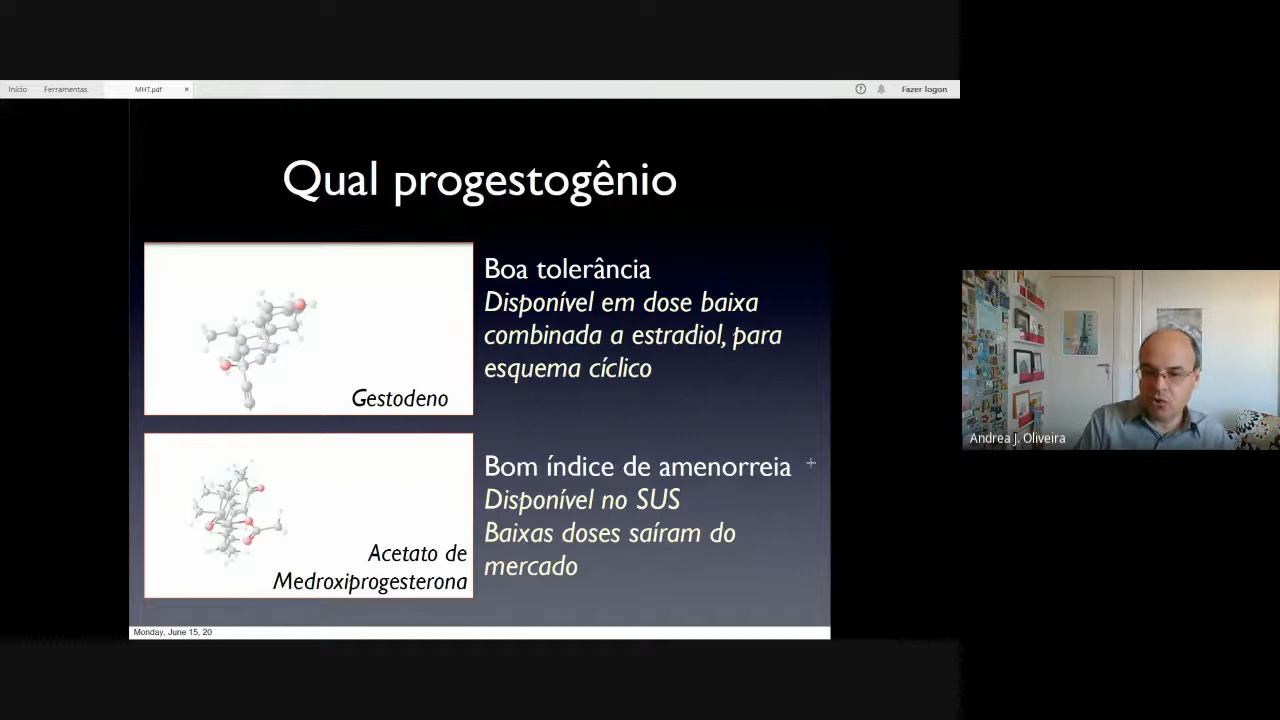 Início Ferramentas MHT.pdf × ? Fazer logon
Qual progestogênio
Boa tolerância
Disponível em dose baixa
combinada a estradiol, para
esquema cíclico
Gestodeno
Bom índice de amenorreia
Disponível no SUS
Baixas doses saíram do
mercado
Acetato de
Medroxiprogesterona
Monday, June 15, 20
Andrea J. Oliveira